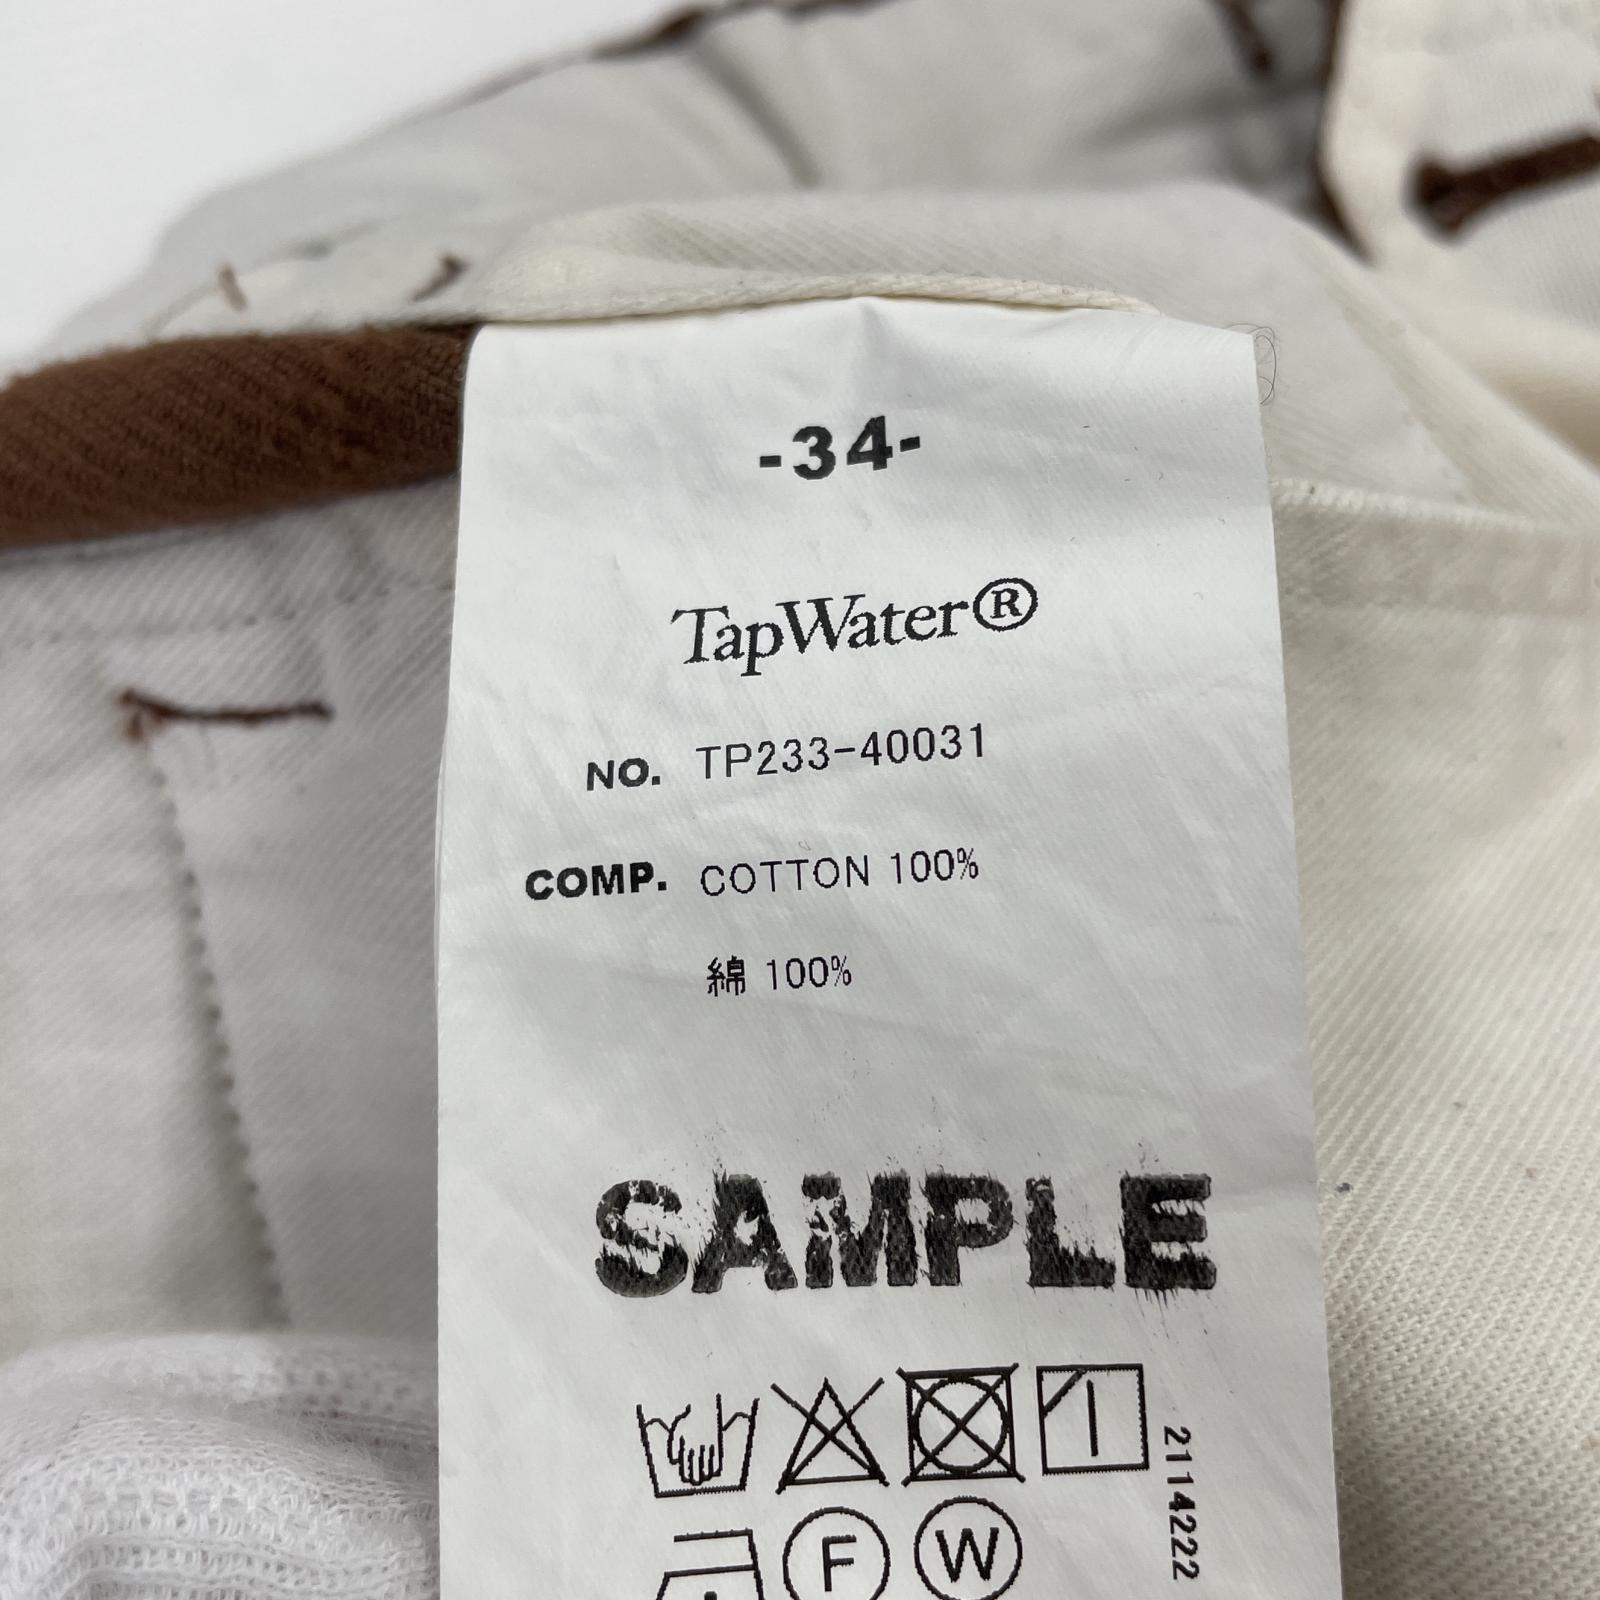 -34-
TapWater®
NO. TP233-40031
COMP. COTTON 100%
綿 100%
SAMPLE
2114222
F W